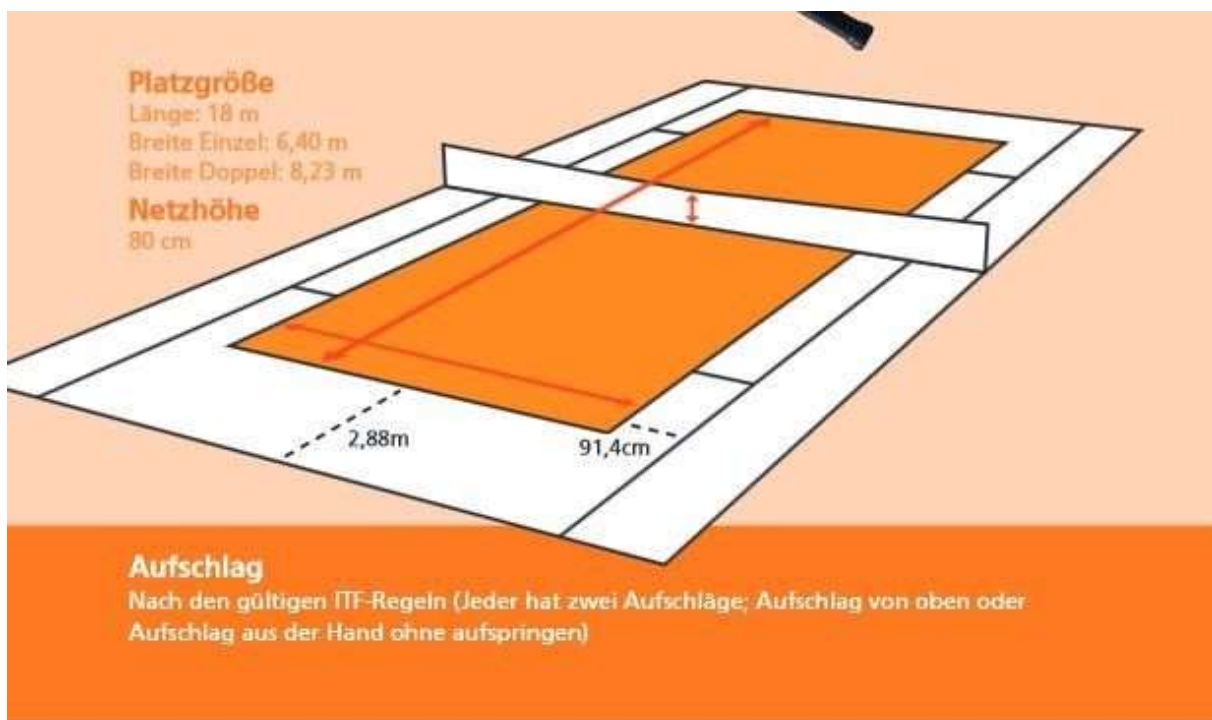 Platzgröße
Länge: 18 m
Breite Einzel: 6,40 m
Breite Doppel: 8,23 m
Netzhöhe
80 cm
2,88m
91,4cm
Aufschlag
Nach den gültigen ITF-Regeln (Jeder hat zwei Aufschläge; Aufschlag von oben oder
Aufschlag aus der Hand ohne aufspringen)